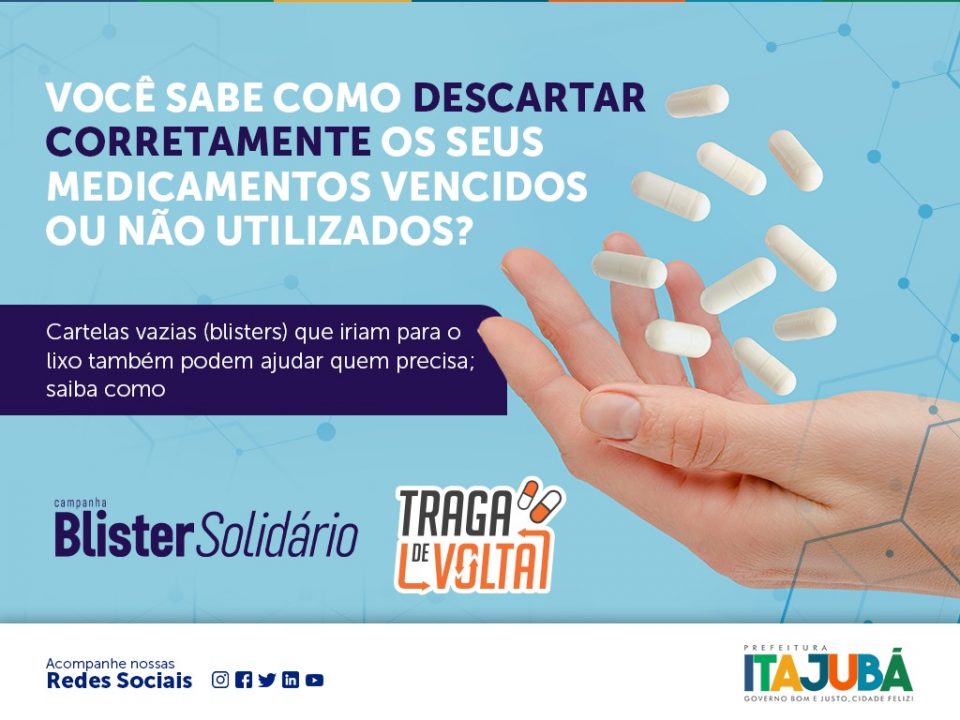 VOCÊ SABE COMO DESCARTAR
CORRETAMENTE OS SEUS
MEDICAMENTOS VENCIDOS
OU NÃO UTILIZADOS?
Cartelas vazias (blisters) que iriam para o
lixo também podem ajudar quem precisa;
saiba como
campanha
Blister Solidário
TRAGA
DE VOLTA
Acompanhe nossas
Redes Sociais
PREFEITURA
ITAJUBÁ
GOVERNO BOM E JUSTO, CIDADE FELIZ!